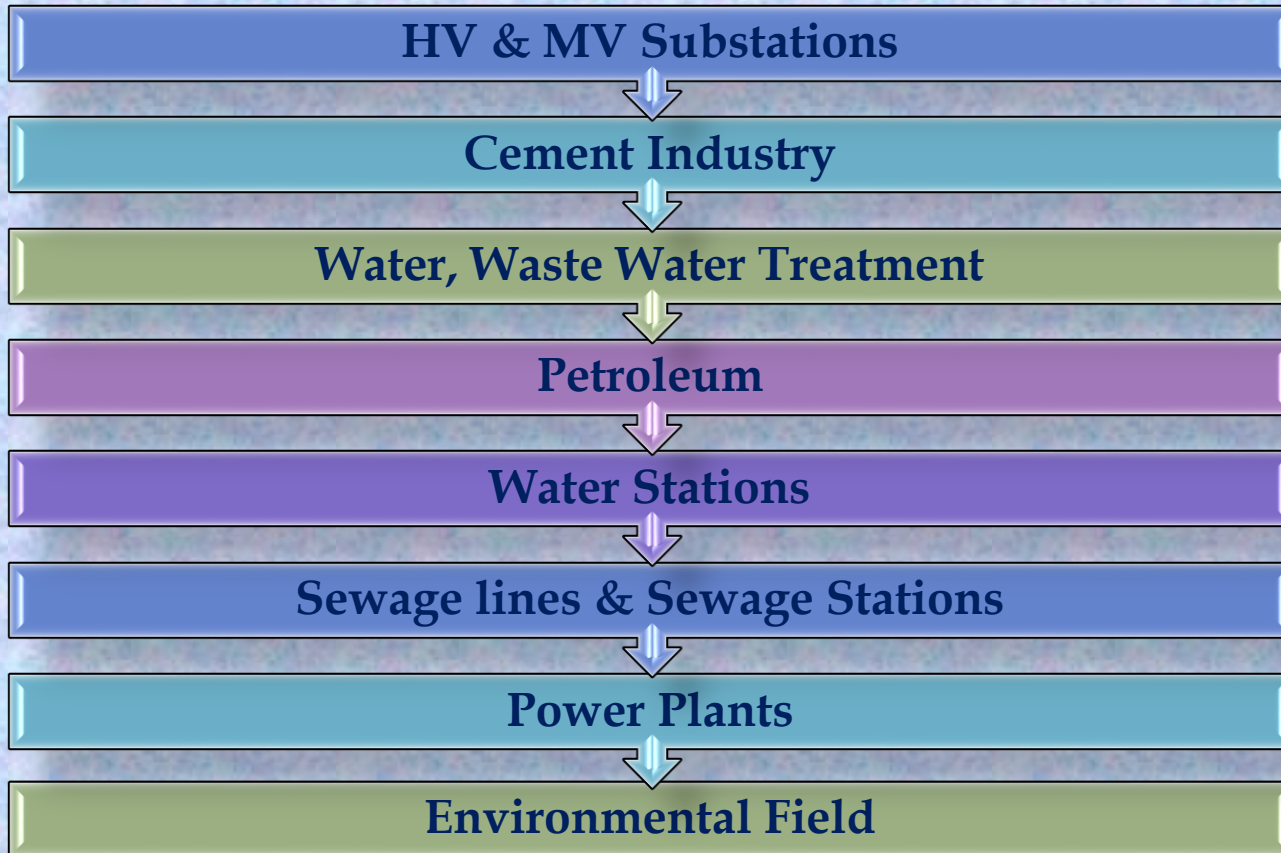 HV & MV Substations
Cement Industry
Water, Waste Water Treatment
Petroleum
Water Stations
Sewage lines & Sewage Stations
Power Plants
Environmental Field